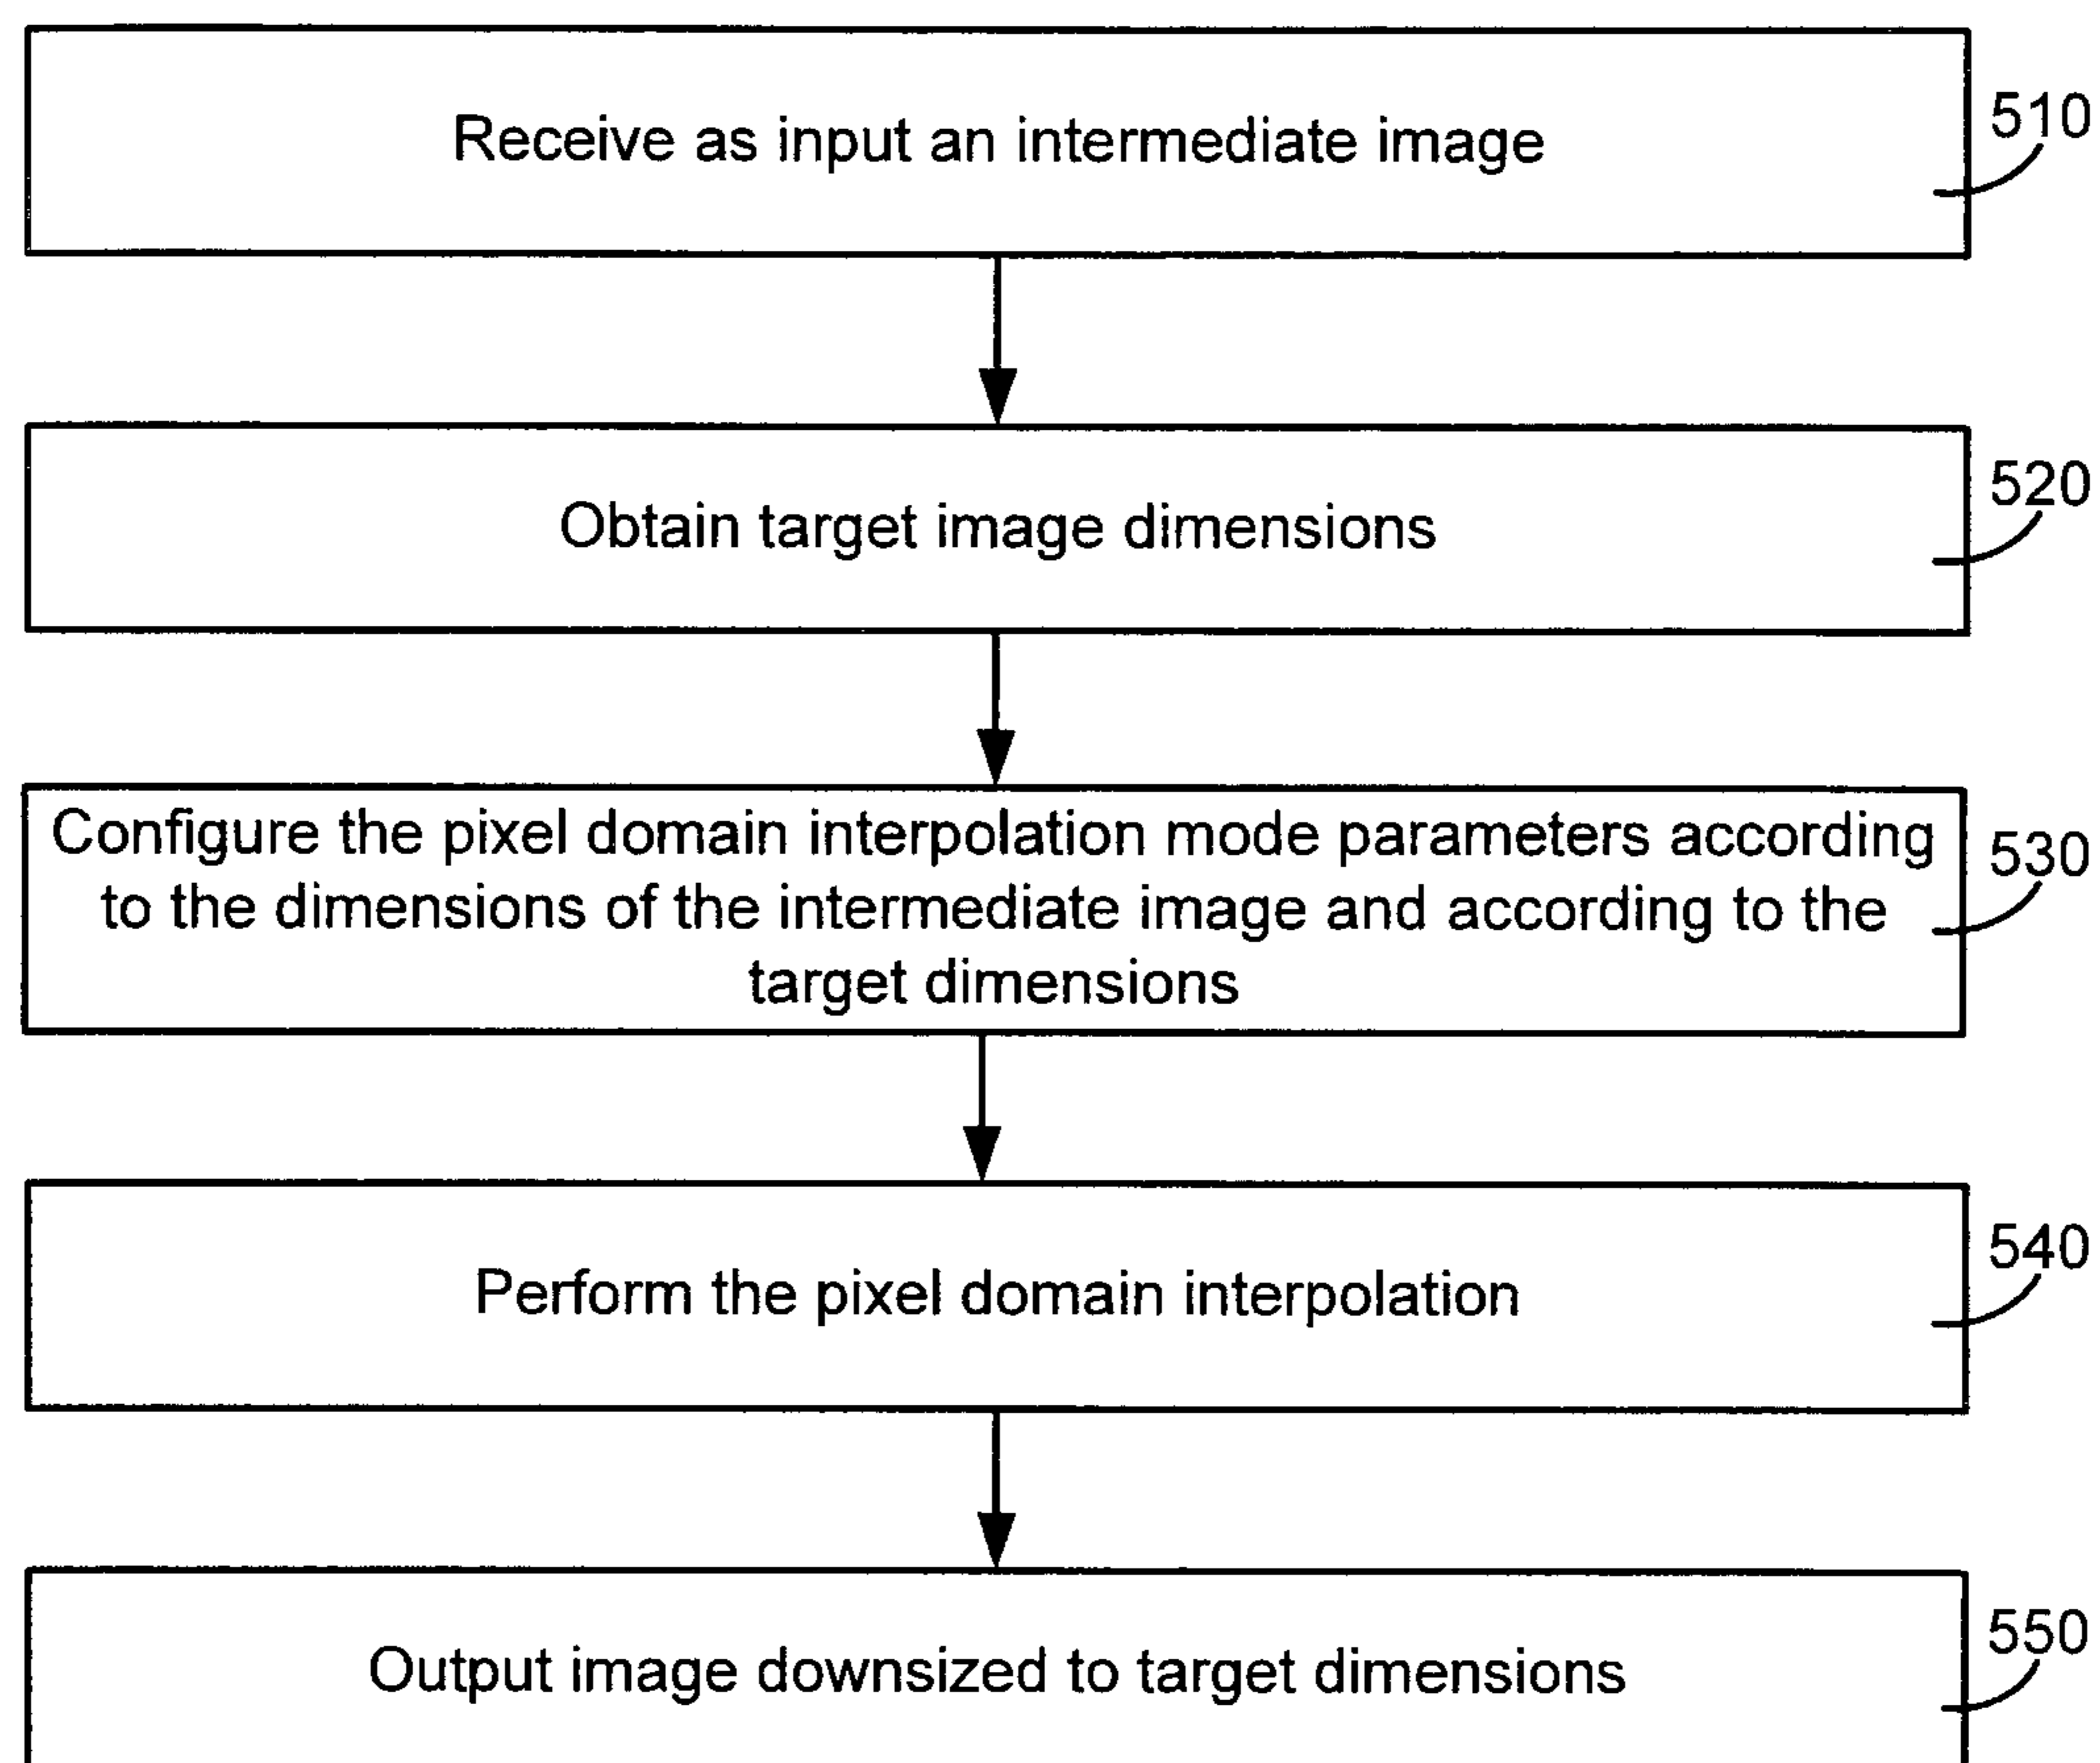 Receive as input an intermediate image
510
Obtain target image dimensions
520
Configure the pixel domain interpolation mode parameters according
to the dimensions of the intermediate image and according to the
target dimensions
530
Perform the pixel domain interpolation
540
Output image downsized to target dimensions
550